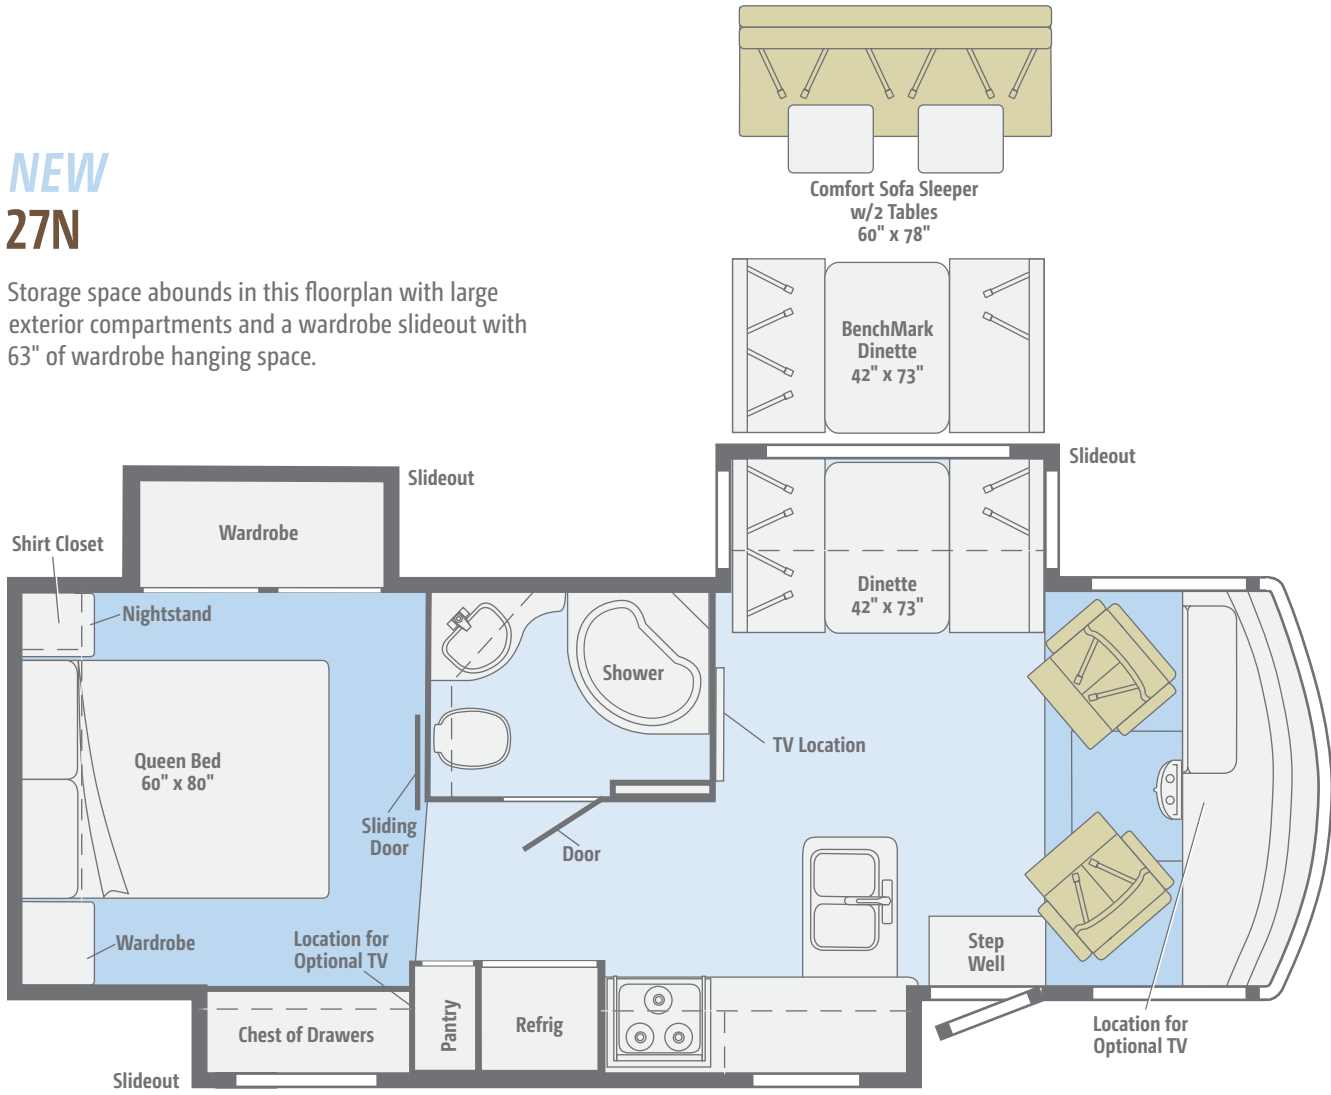 Comfort Sofa Sleeper
w/2 Tables
60" x 78"
NEW
27N
Storage space abounds in this floorplan with large
exterior compartments and a wardrobe slideout with
63" of wardrobe hanging space.
BenchMark
Dinette
42" x 73"
Slideout
Slideout
Wardrobe
Shirt Closet
Nightstand
Dinette
42" x 73"
Shower
TV Location
Queen Bed
60" x 80"
Sliding
Door
Door
Wardrobe
Location for
Optional TV
Step
Well
Chest of Drawers
Pantry
Refrig
Location for
Optional TV
Slideout